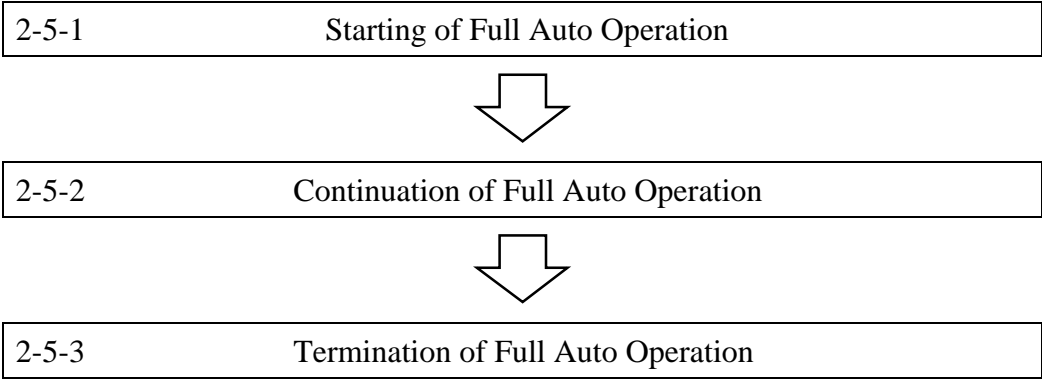 2-5-1 Starting of Full Auto Operation
2-5-2 Continuation of Full Auto Operation
2-5-3 Termination of Full Auto Operation